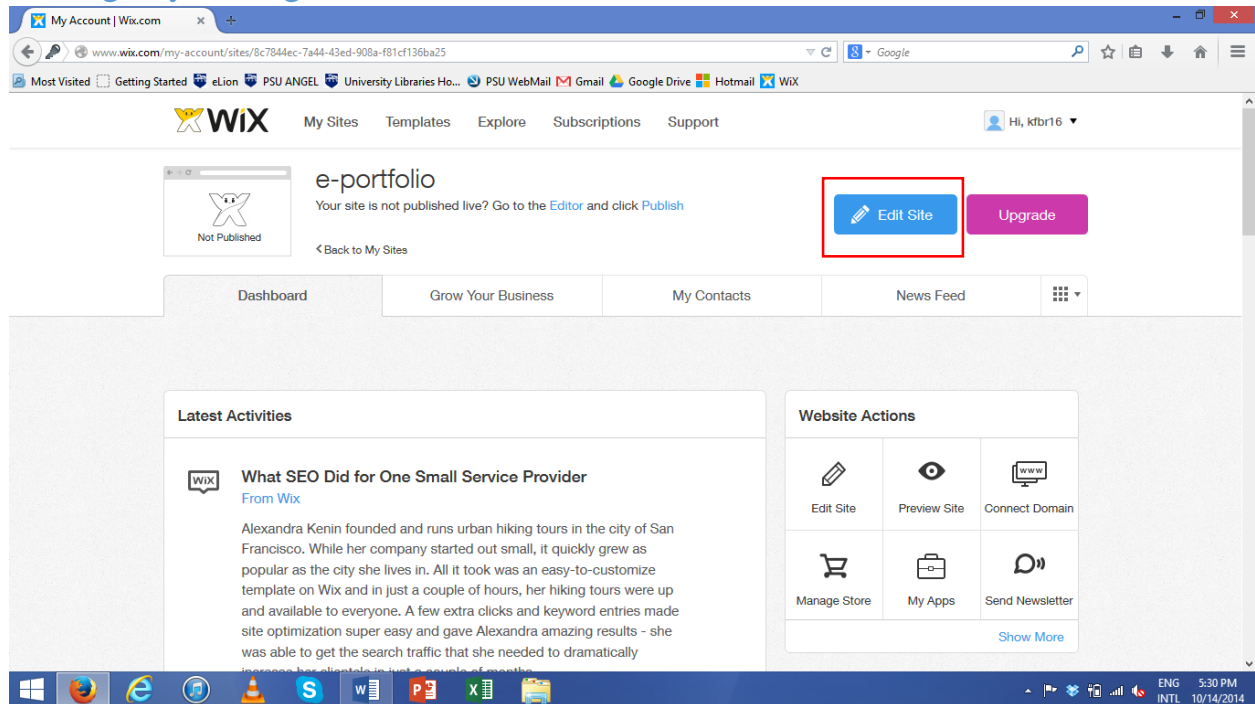 My Account | Wix.com
www.wix.com/my-account/sites/8c7844ec-7a44-43ed-908a-f81cf136ba25
Google
Most Visited Getting Started eLion PSU ANGEL University Libraries Ho... PSU WebMail Gmail Google Drive Hotmail WiX
WiX My Sites Templates Explore Subscriptions Support Hi, kfbr16
e-portfolio
Your site is not published live? Go to the Editor and click Publish
Not Published
Back to My Sites
Edit Site Upgrade
Dashboard Grow Your Business My Contacts News Feed
Latest Activities
WiX
What SEO Did for One Small Service Provider
From Wix
Alexandra Kenin founded and runs urban hiking tours in the city of San
Francisco. While her company started out small, it quickly grew as
popular as the city she lives in. All it took was an easy-to-customize
template on Wix and in just a couple of hours, her hiking tours were up
and available to everyone. A few extra clicks and keyword entries made
site optimization super easy and gave Alexandra amazing results - she
was able to get the search traffic that she needed to dramatically
increase her clientele in just a couple of months.
Website Actions
www
Edit Site Preview Site Connect Domain
Manage Store My Apps Send Newsletter
Show More
ENG 5:30 PM
INTL 10/14/2014